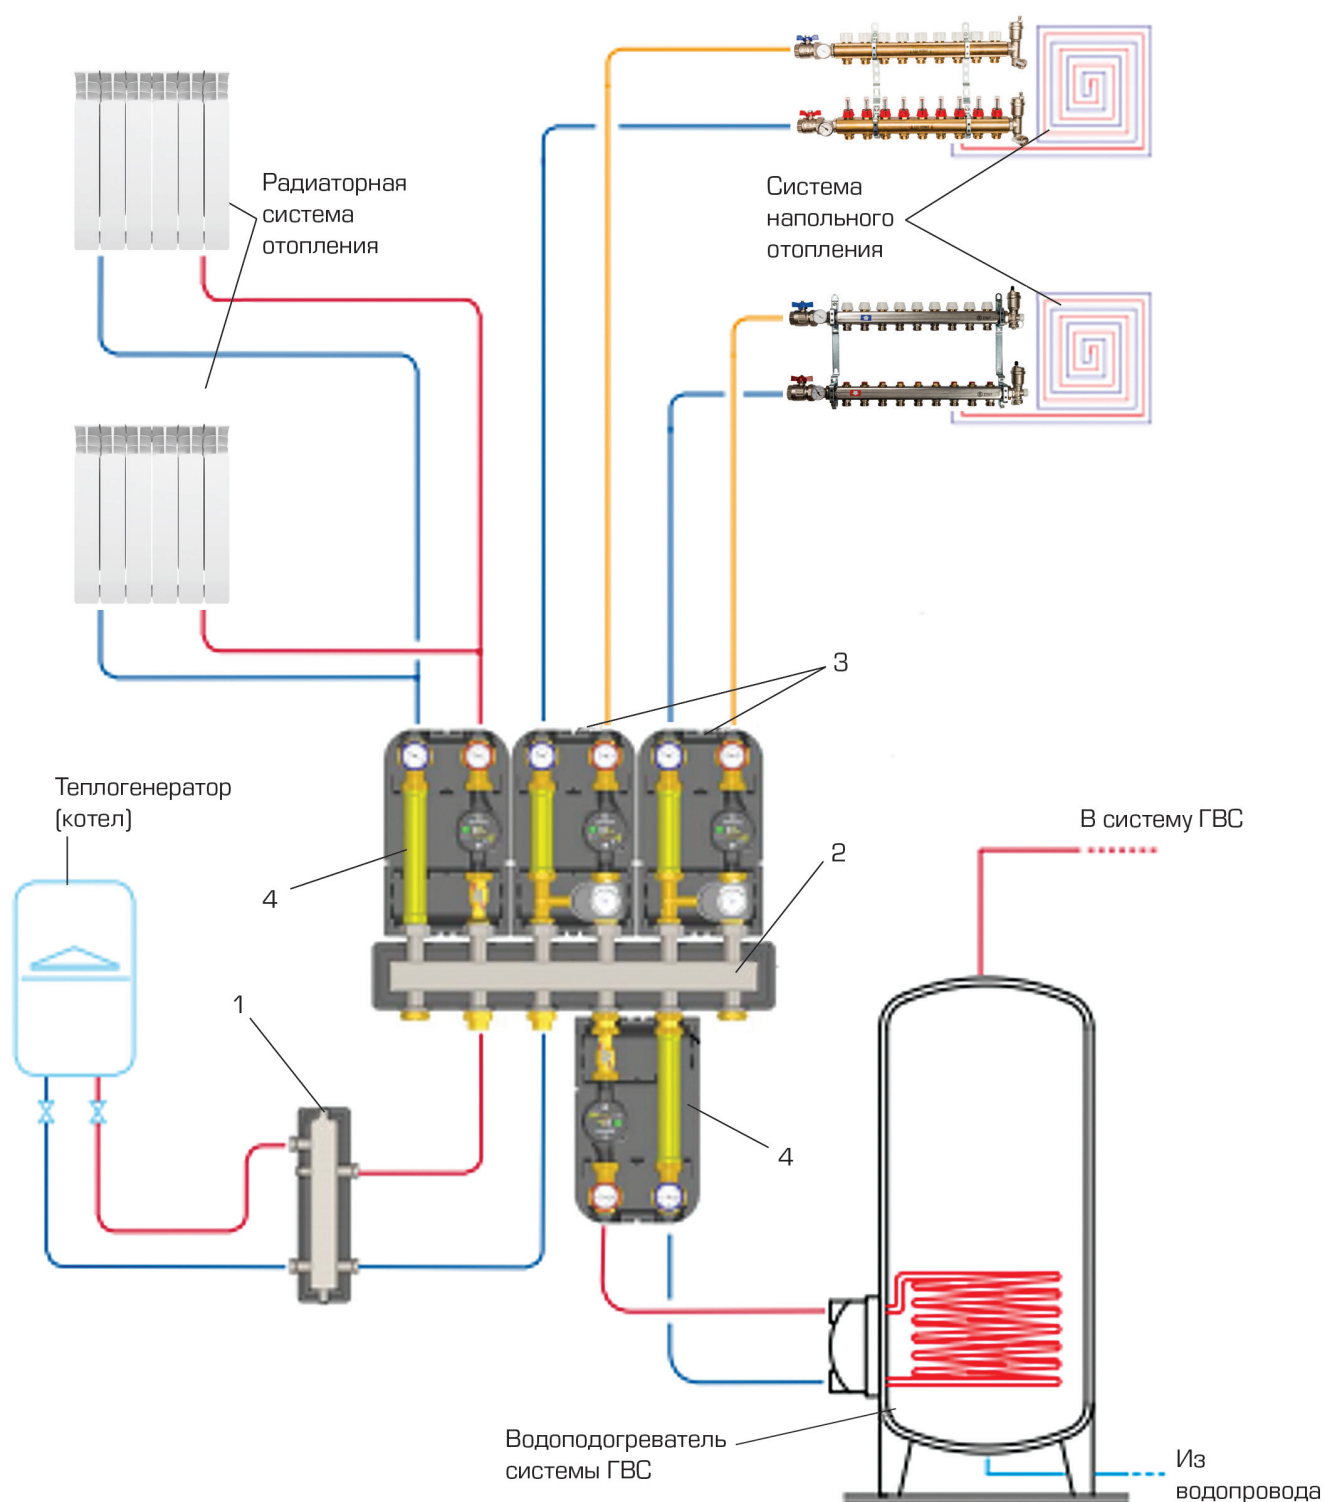 Радиаторная
система
отопления
Система
напольного
отопления
3
Теплогенератор
(котел)
В систему ГВС
2
4
1
4
Водоподогреватель
системы ГВС
Из
водопровода